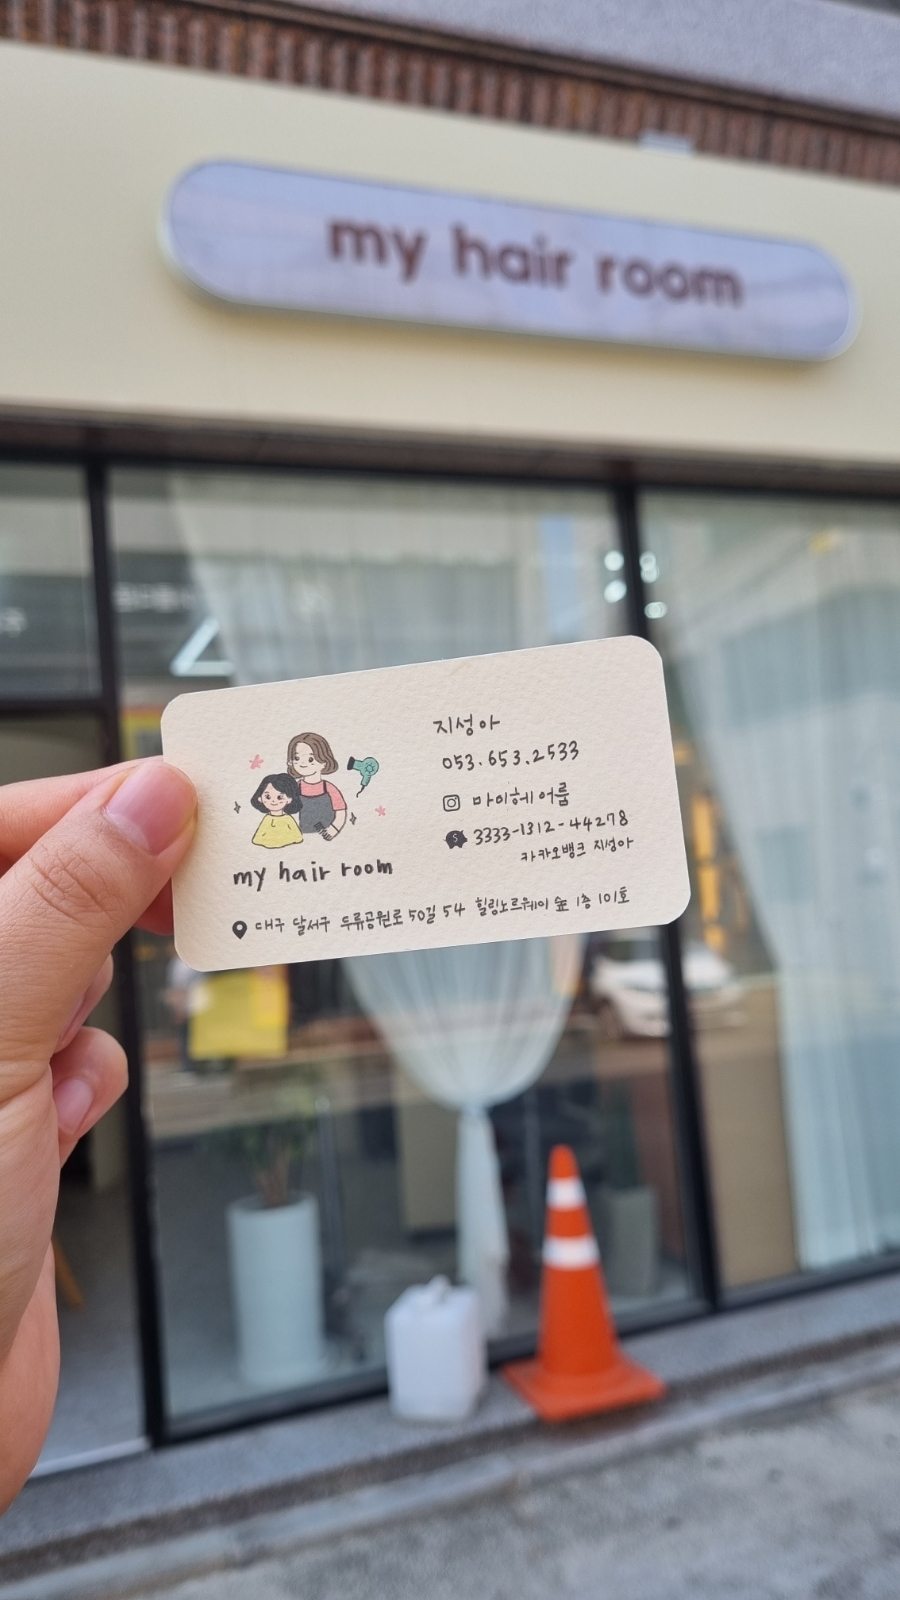 my hair room
지성아
053.653.2533
마이헤어룸
3333-1312-44278
카카오뱅크 지성아
my hair room
대구 달서구 두류공원로 50길 54 힐링노르웨이 숲 1층 101호